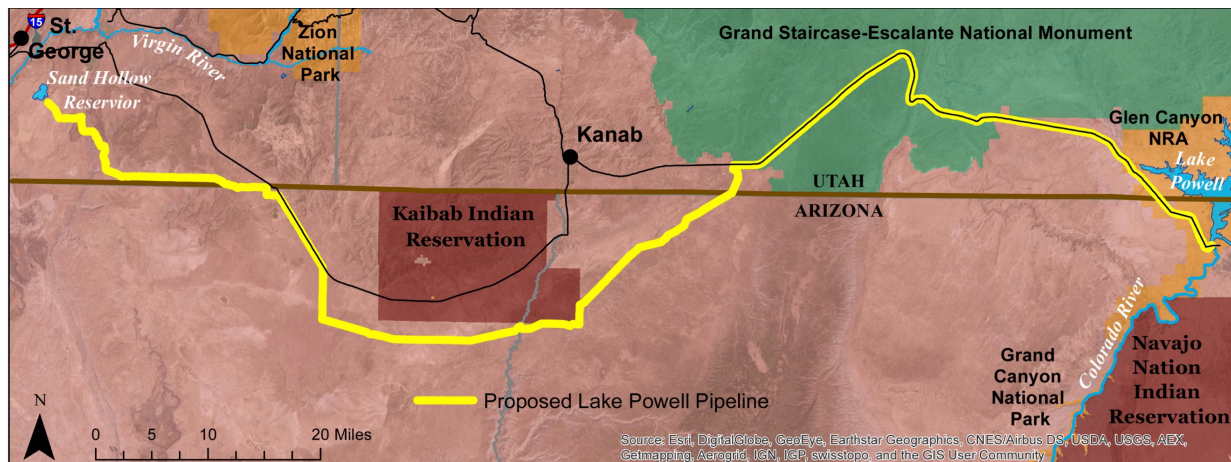 15
St.
George
Virgin River
Zion
National
Park
Sand Hollow
Reservior
Grand Staircase-Escalante National Monument
Kanab
Glen Canyon
NRA
Lake
Powell
UTAH
ARIZONA
Kaibab Indian
Reservation
Colorado River
Grand
Canyon
National
Park
Navajo
Nation
Indian
Reservation
Proposed Lake Powell Pipeline
N
0 5 10 20 Miles
Source: Esri, DigitalGlobe, GeoEye, Earthstar Geographics, CNES/Airbus DS, USDA, USGS, AEX,
Getmapping, Aerogrid, IGN, IGP, swisstopo, and the GIS User Community